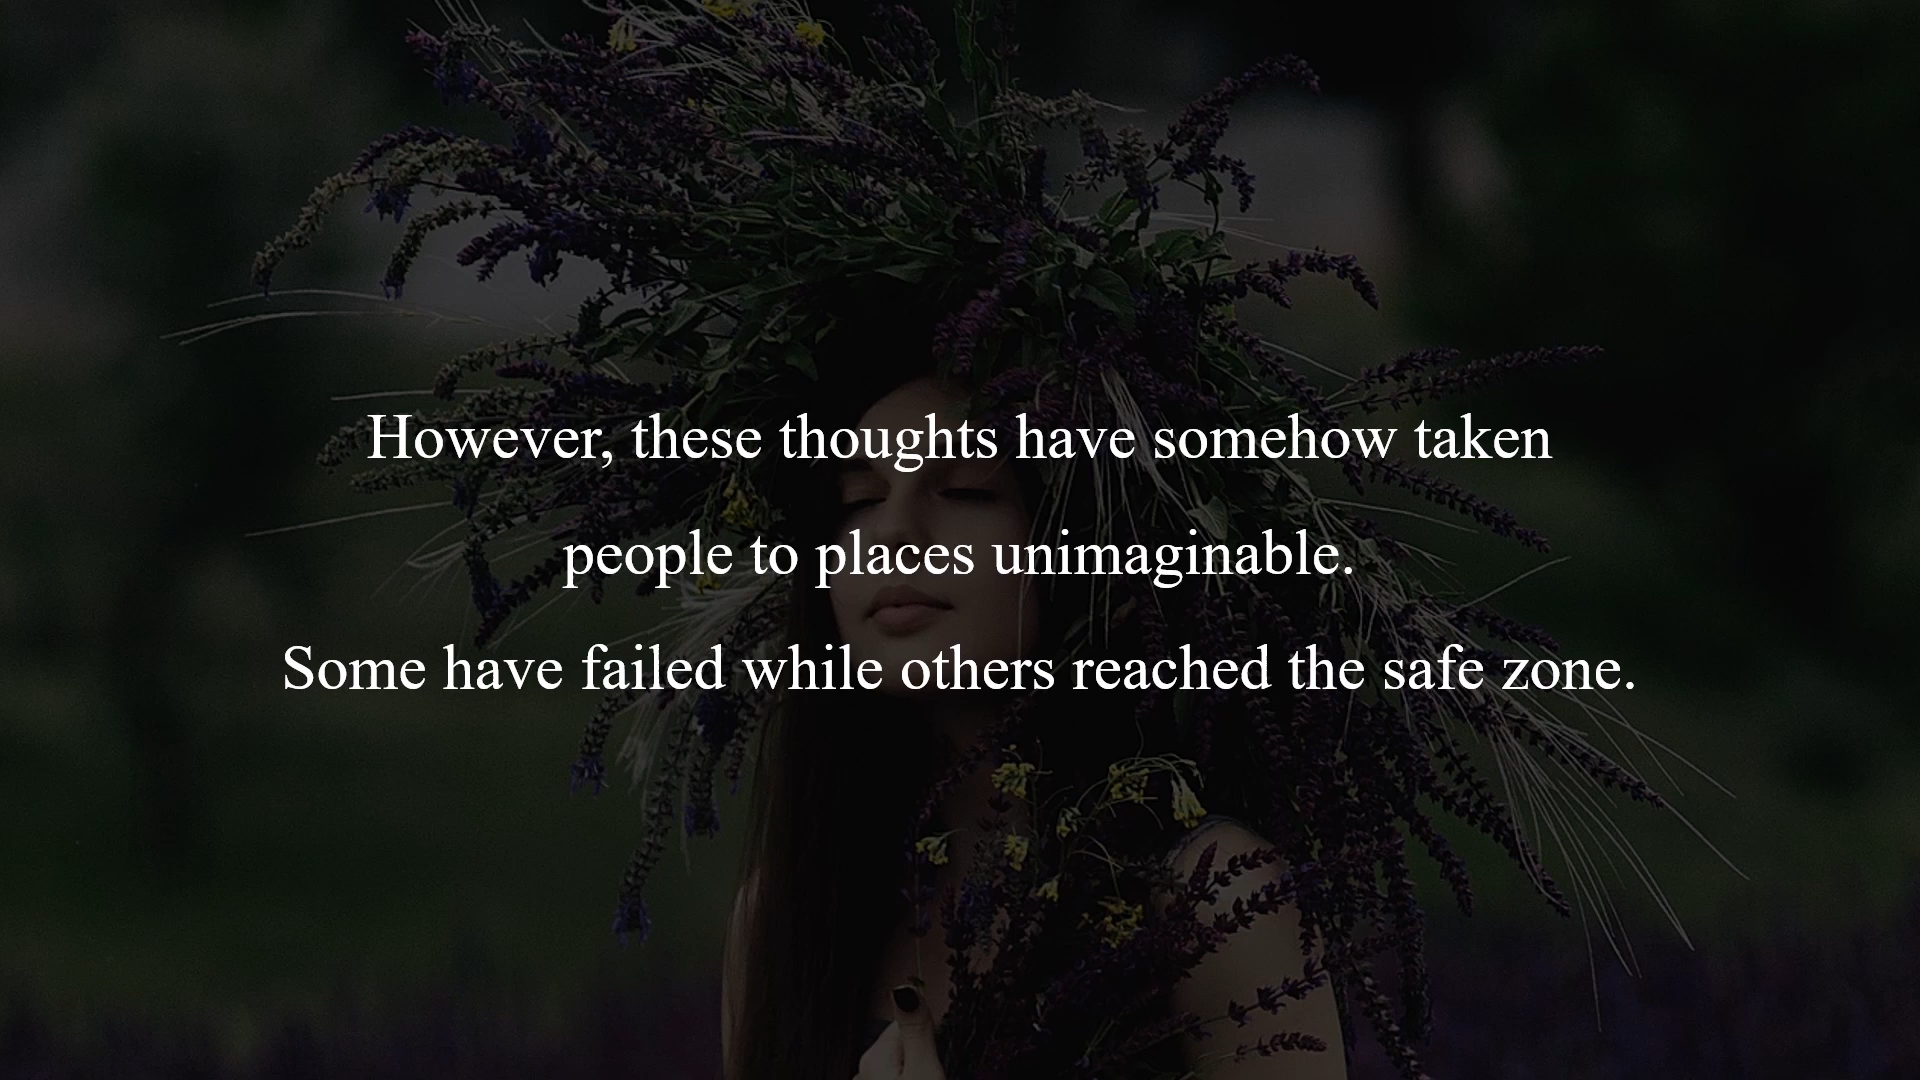 However, these thoughts have somehow taken
people to places unimaginable.
Some have failed while others reached the safe zone.